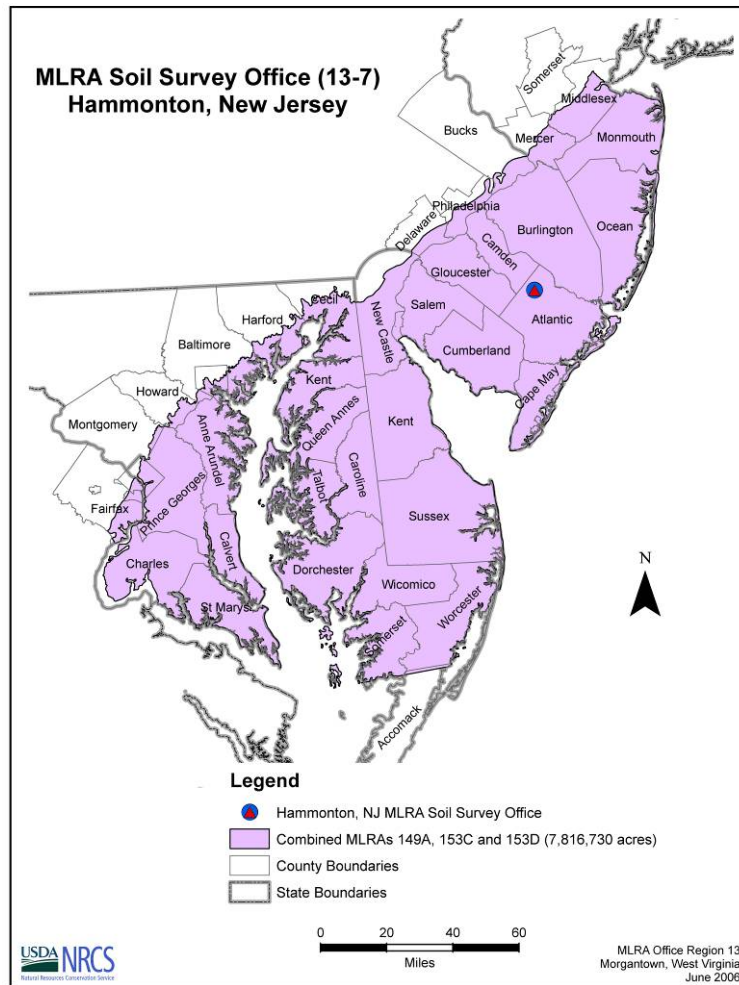 MLRA Soil Survey Office (13-7)
Hammonton, New Jersey
Somerset
Middlesex
Bucks
Mercer
Monmouth
Philadelphia
Delaware
Burlington
Ocean
Camden
Gloucester
Cecil
Salem
Atlantic
Harford
New Castle
Baltimore
Cumberland
Cape May
Kent
Howard
Queen Annes
Kent
Montgomery
Anne Arundel
Caroline
Talbot
Prince Georges
Fairfax
Sussex
Calvert
Charles
Dorchester
Wicomico
St Marys
Worcester
Somerset
Accomack
N
Legend
Hammonton, NJ MLRA Soil Survey Office
Combined MLRAs 149A, 153C and 153D (7,816,730 acres)
County Boundaries
State Boundaries
0 20 40 60
Miles
USDA NRCS
Natural Resources Conservation Service
MLRA Office Region 13
Morgantown, West Virginia
June 2006